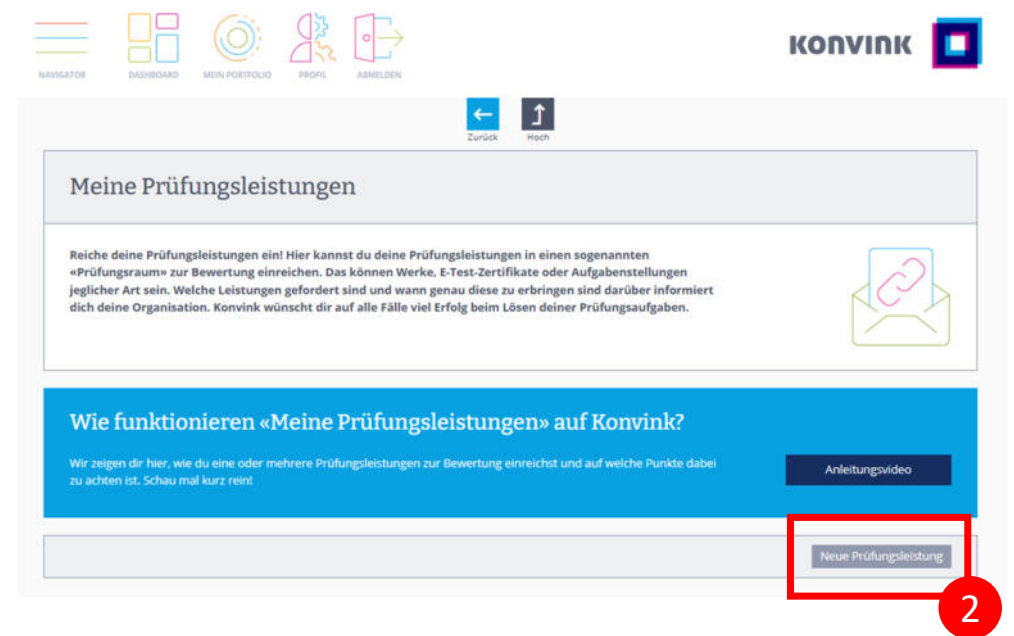 NAVIGATOR DASHBOARD MEIN PORTFOLIO PROFIL ABMELDEN
KONVINK
Zurück Hoch
Meine Prüfungsleistungen
Reiche deine Prüfungsleistungen ein! Hier kannst du deine Prüfungsleistungen in einen sogenannten
«Prüfungsraum» zur Bewertung einreichen. Das können Werke, E-Test-Zertifikate oder Aufgabenstellungen
jeglicher Art sein. Welche Leistungen gefordert sind und wann genau diese zu erbringen sind darüber informiert
dich deine Organisation. Konvink wünscht dir auf alle Fälle viel Erfolg beim Lösen deiner Prüfungsaufgaben.
Wie funktionieren «Meine Prüfungsleistungen» auf Konvink?
Wir zeigen dir hier, wie du eine oder mehrere Prüfungsleistungen zur Bewertung einreichst und auf welche Punkte dabei
zu achten ist. Schau mal kurz rein!
Anleitungsvideo
Neue Prüfungsleistung
2